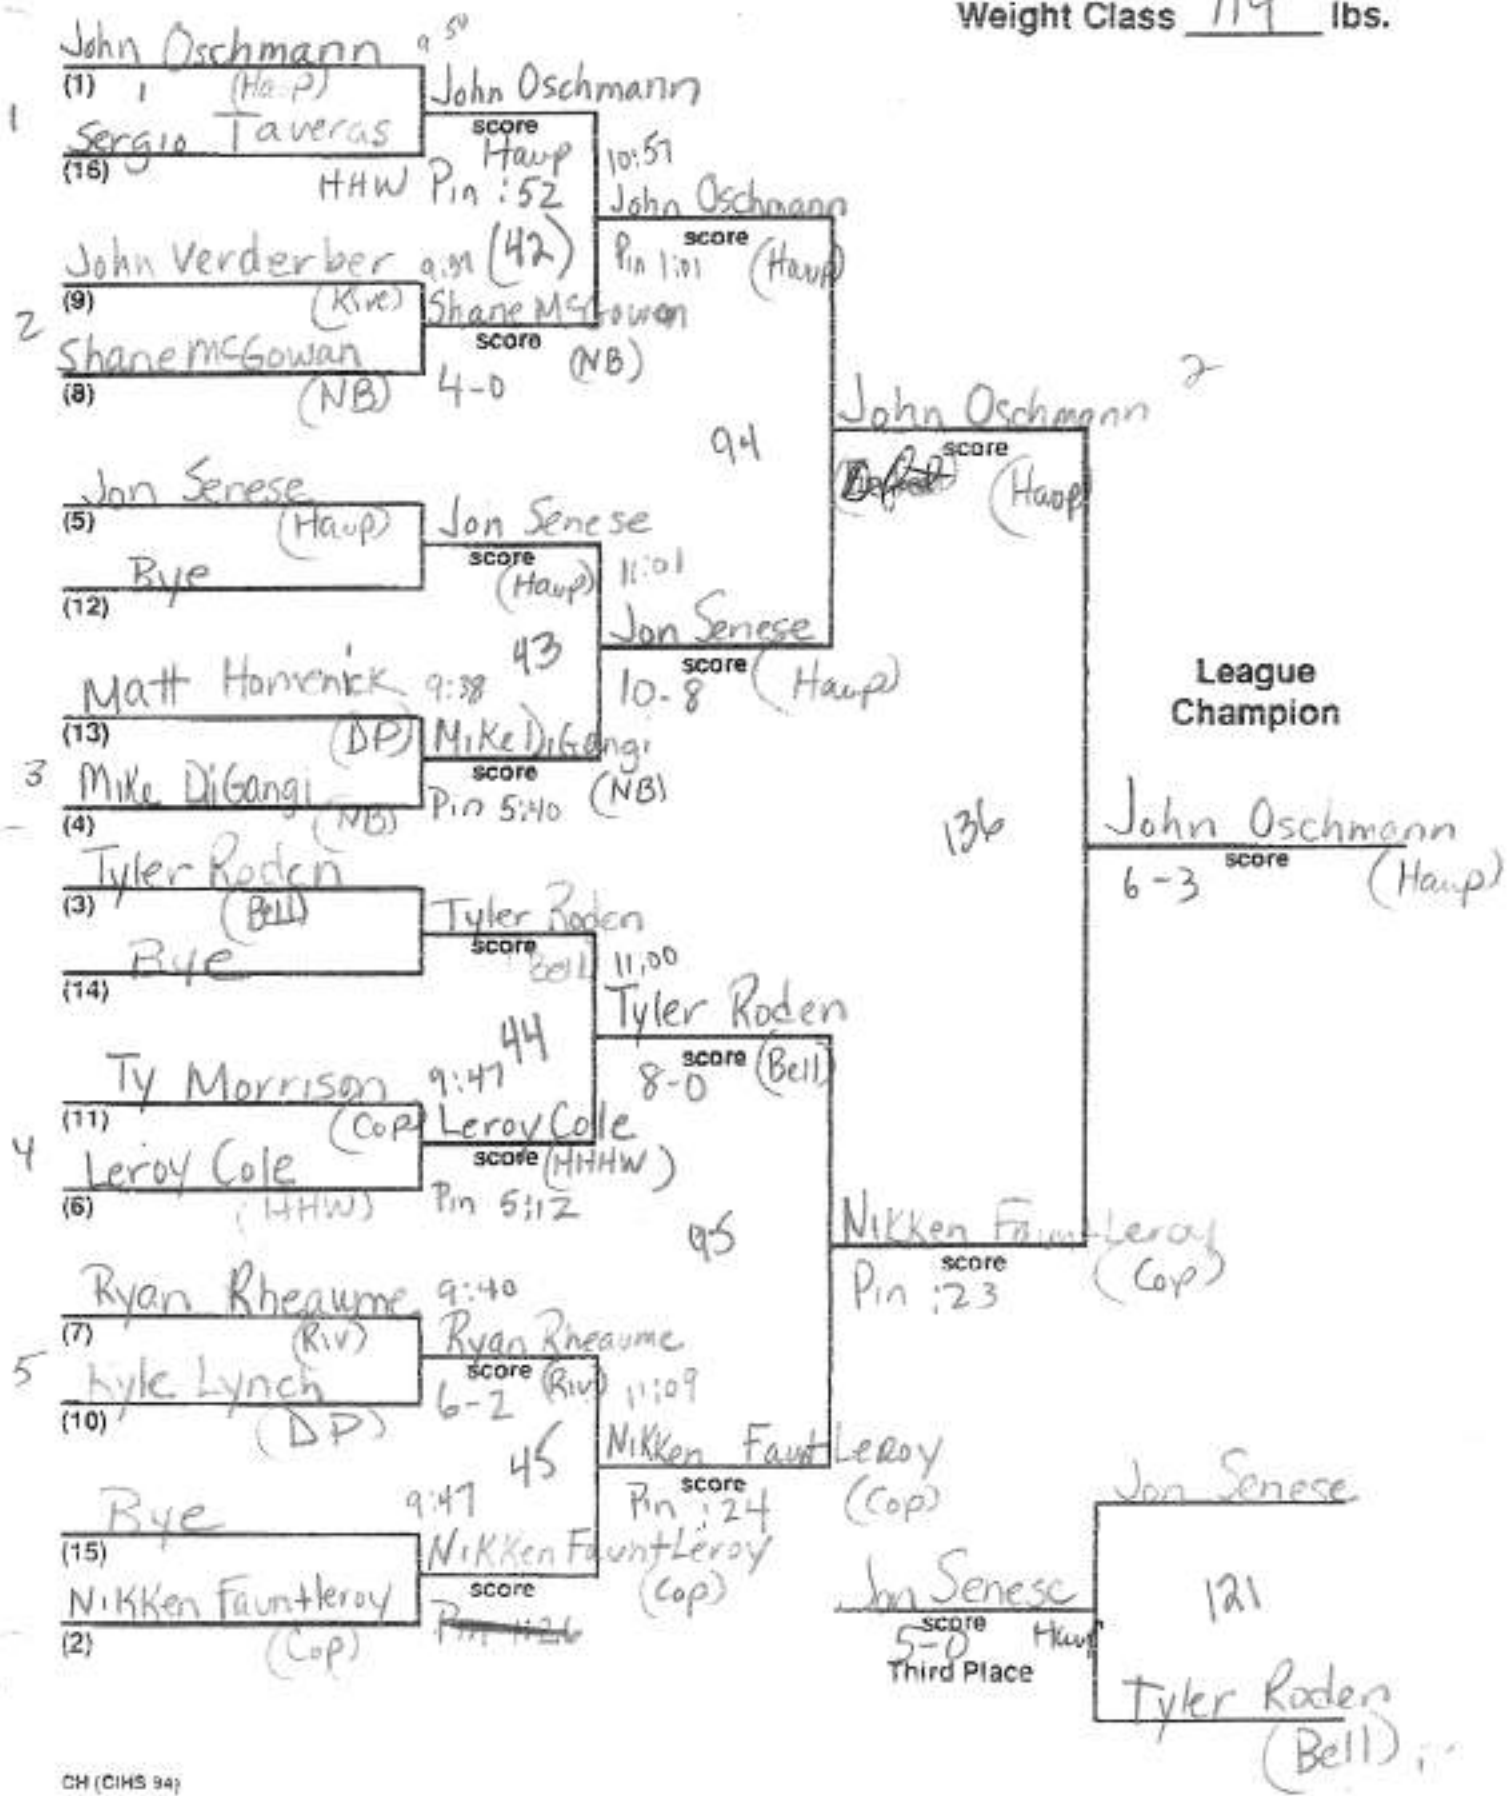 Weight Class 119 lbs.
John Oschmann
(1) (Haup)
John Oschmann
score
Haup
1
Sergio Taveras
(16)
HHW Pin :52
10:57
John Oschmann
score
Pin 1:01 (Haup)
John Verderber
(9)
(42)
2
Shane McGowan
(8) (NB)
Shane McGowan
score
(NB)
4-0
2
John Oschmann
score
(Haup)
94
Jon Senese
(5) (Haup)
Jon Senese
score
(Haup)
11:01
Bye
(12)
43
Jon Senese
score
10-8 (Haup)
Matt Homenick 9:38
(13) (DP)
Mike DiGangi
score
Pin 5:40 (NB)
3
Mike DiGangi
(4) (NB)
League
Champion
136
John Oschmann
score
6-3 (Haup)
Tyler Roden
(3) (Bell)
Tyler Roden
score
Bell 11:00
Bye
(14)
44
Tyler Roden
score (Bell)
8-0
Ty Morrison 9:47
(11) (Cop)
Leroy Cole
score (HHHW)
Pin 5:12
4
Leroy Cole
(6) (HHW)
95
Nikken FauntLeroy
score
Pin :23 (Cop)
Ryan Rheaume 9:40
(7) (Riv)
Ryan Rheaume
score (Riv)
6-2
11:09
5
Kyle Lynch
(10) (DP)
45
Nikken FauntLeroy
score
Pin :24 (Cop)
Bye 9:47
(15)
Nikken FauntLeroy
score
(Cop)
Pin 1:26
Nikken Fauntleroy
(2) (Cop)
Jon Senese
121
Jon Senese
score
5-0 Haup
Third Place
Tyler Roden
(Bell)
CH (CIHS 94)